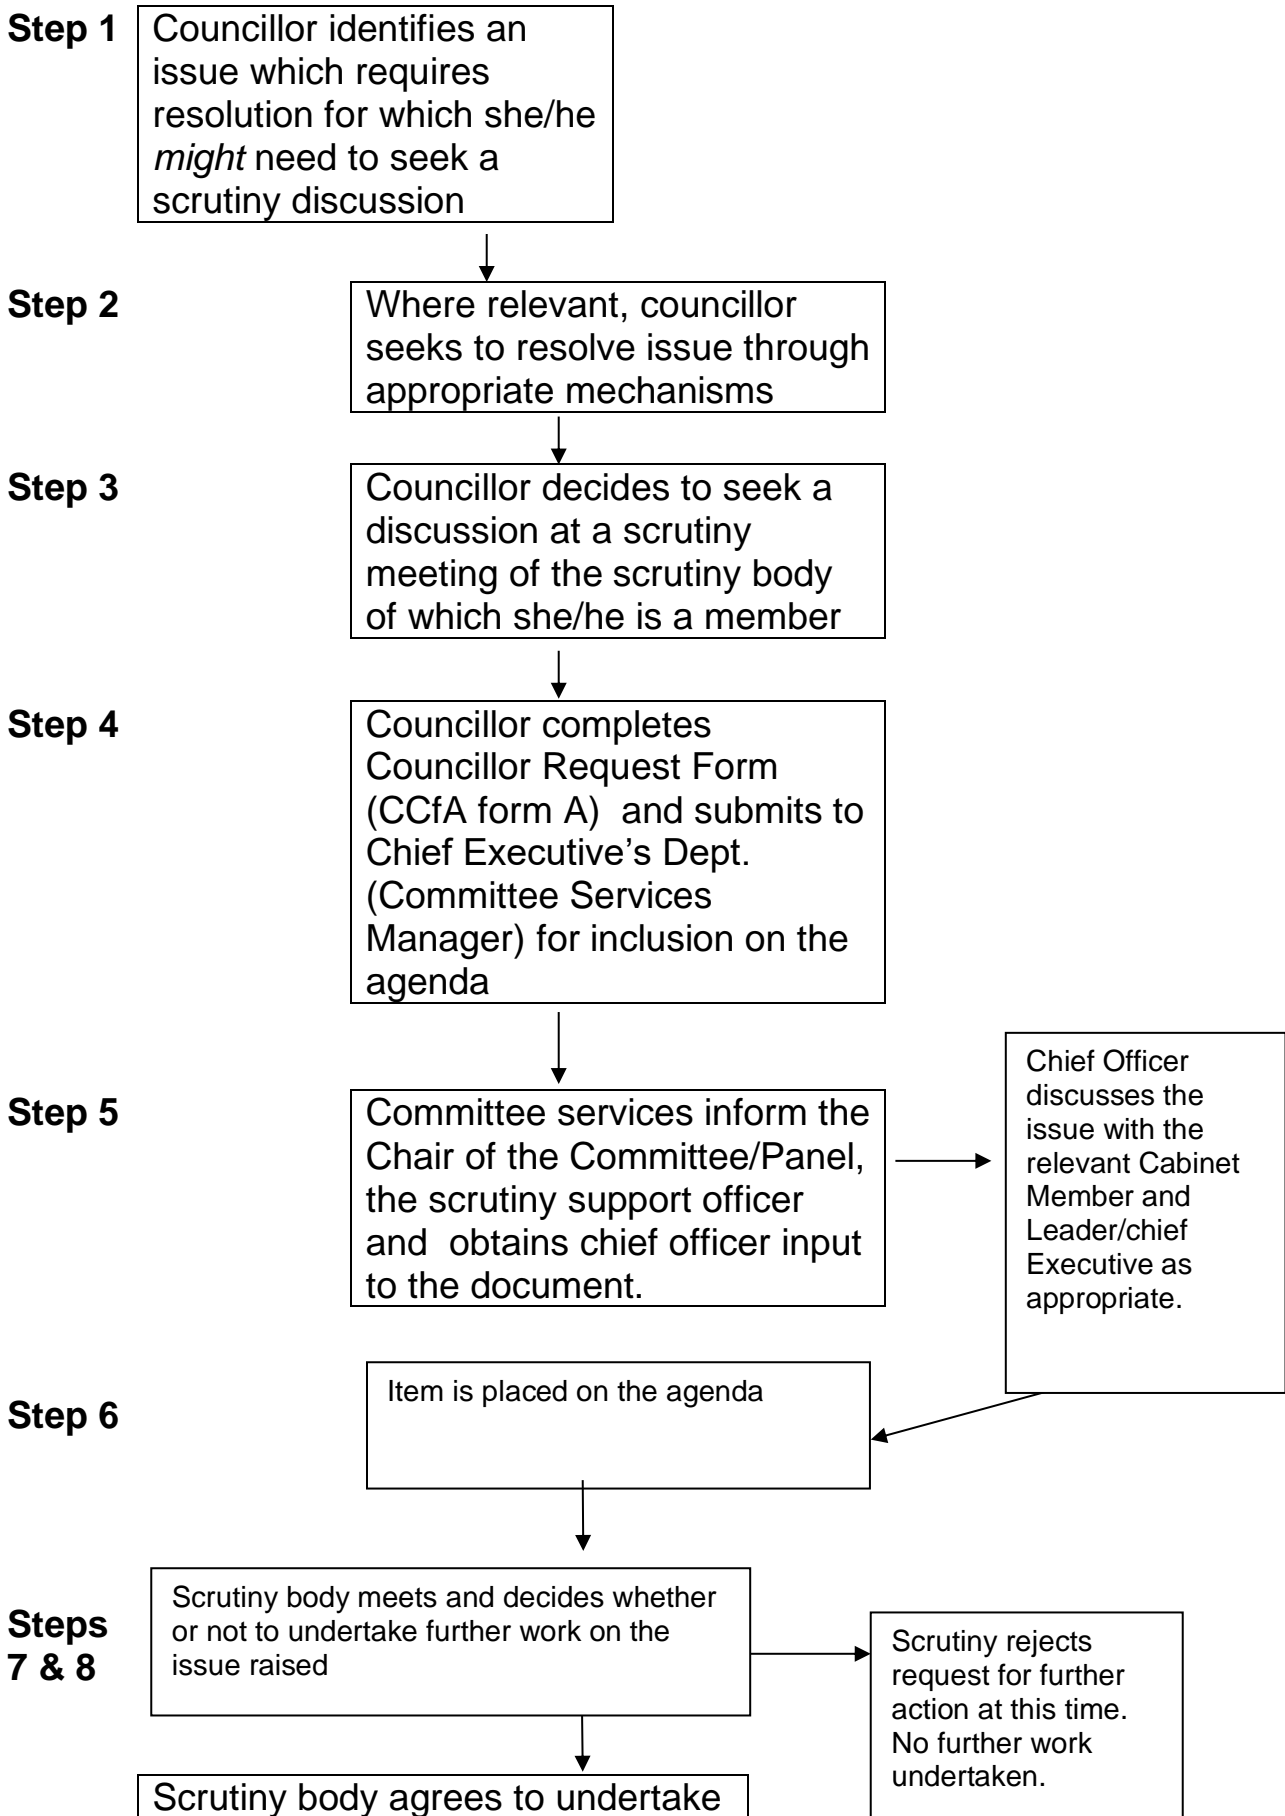 Step 1
Councillor identifies an
issue which requires
resolution for which she/he
might need to seek a
scrutiny discussion
Step 2
Where relevant, councillor
seeks to resolve issue through
appropriate mechanisms
Step 3
Councillor decides to seek a
discussion at a scrutiny
meeting of the scrutiny body
of which she/he is a member
Step 4
Councillor completes
Councillor Request Form
(CCfA form A)  and submits to
Chief Executive’s Dept.
(Committee Services
Manager) for inclusion on the
agenda
Step 5
Committee services inform the
Chair of the Committee/Panel,
the scrutiny support officer
and  obtains chief officer input
to the document.
Chief Officer
discusses the
issue with the
relevant Cabinet
Member and
Leader/chief
Executive as
appropriate.
Step 6
Item is placed on the agenda
Steps
7 & 8
Scrutiny body meets and decides whether
or not to undertake further work on the
issue raised
Scrutiny rejects
request for further
action at this time.
No further work
undertaken.
Scrutiny body agrees to undertake